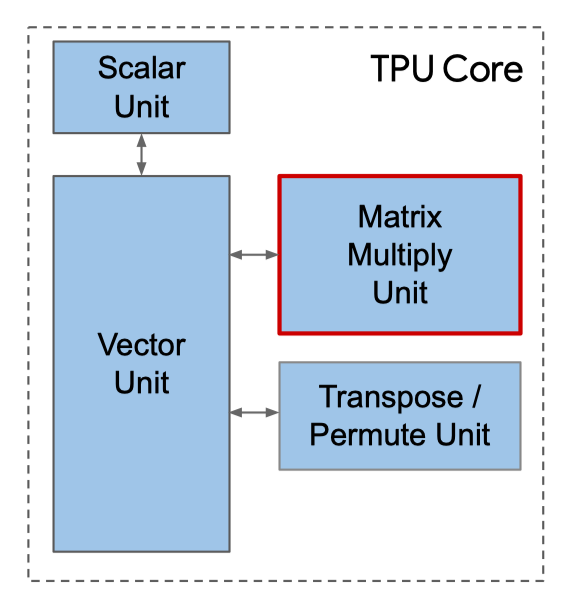 TPU Core
Scalar
Unit
Matrix
Multiply
Unit
Vector
Unit
Transpose /
Permute Unit